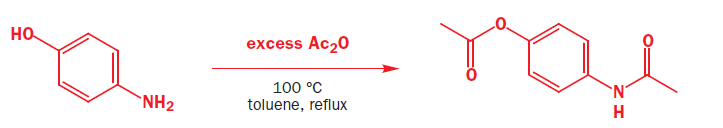 HO
NH2
excess Ac2O
100 °C
toluene, reflux
O
O
O
N
H